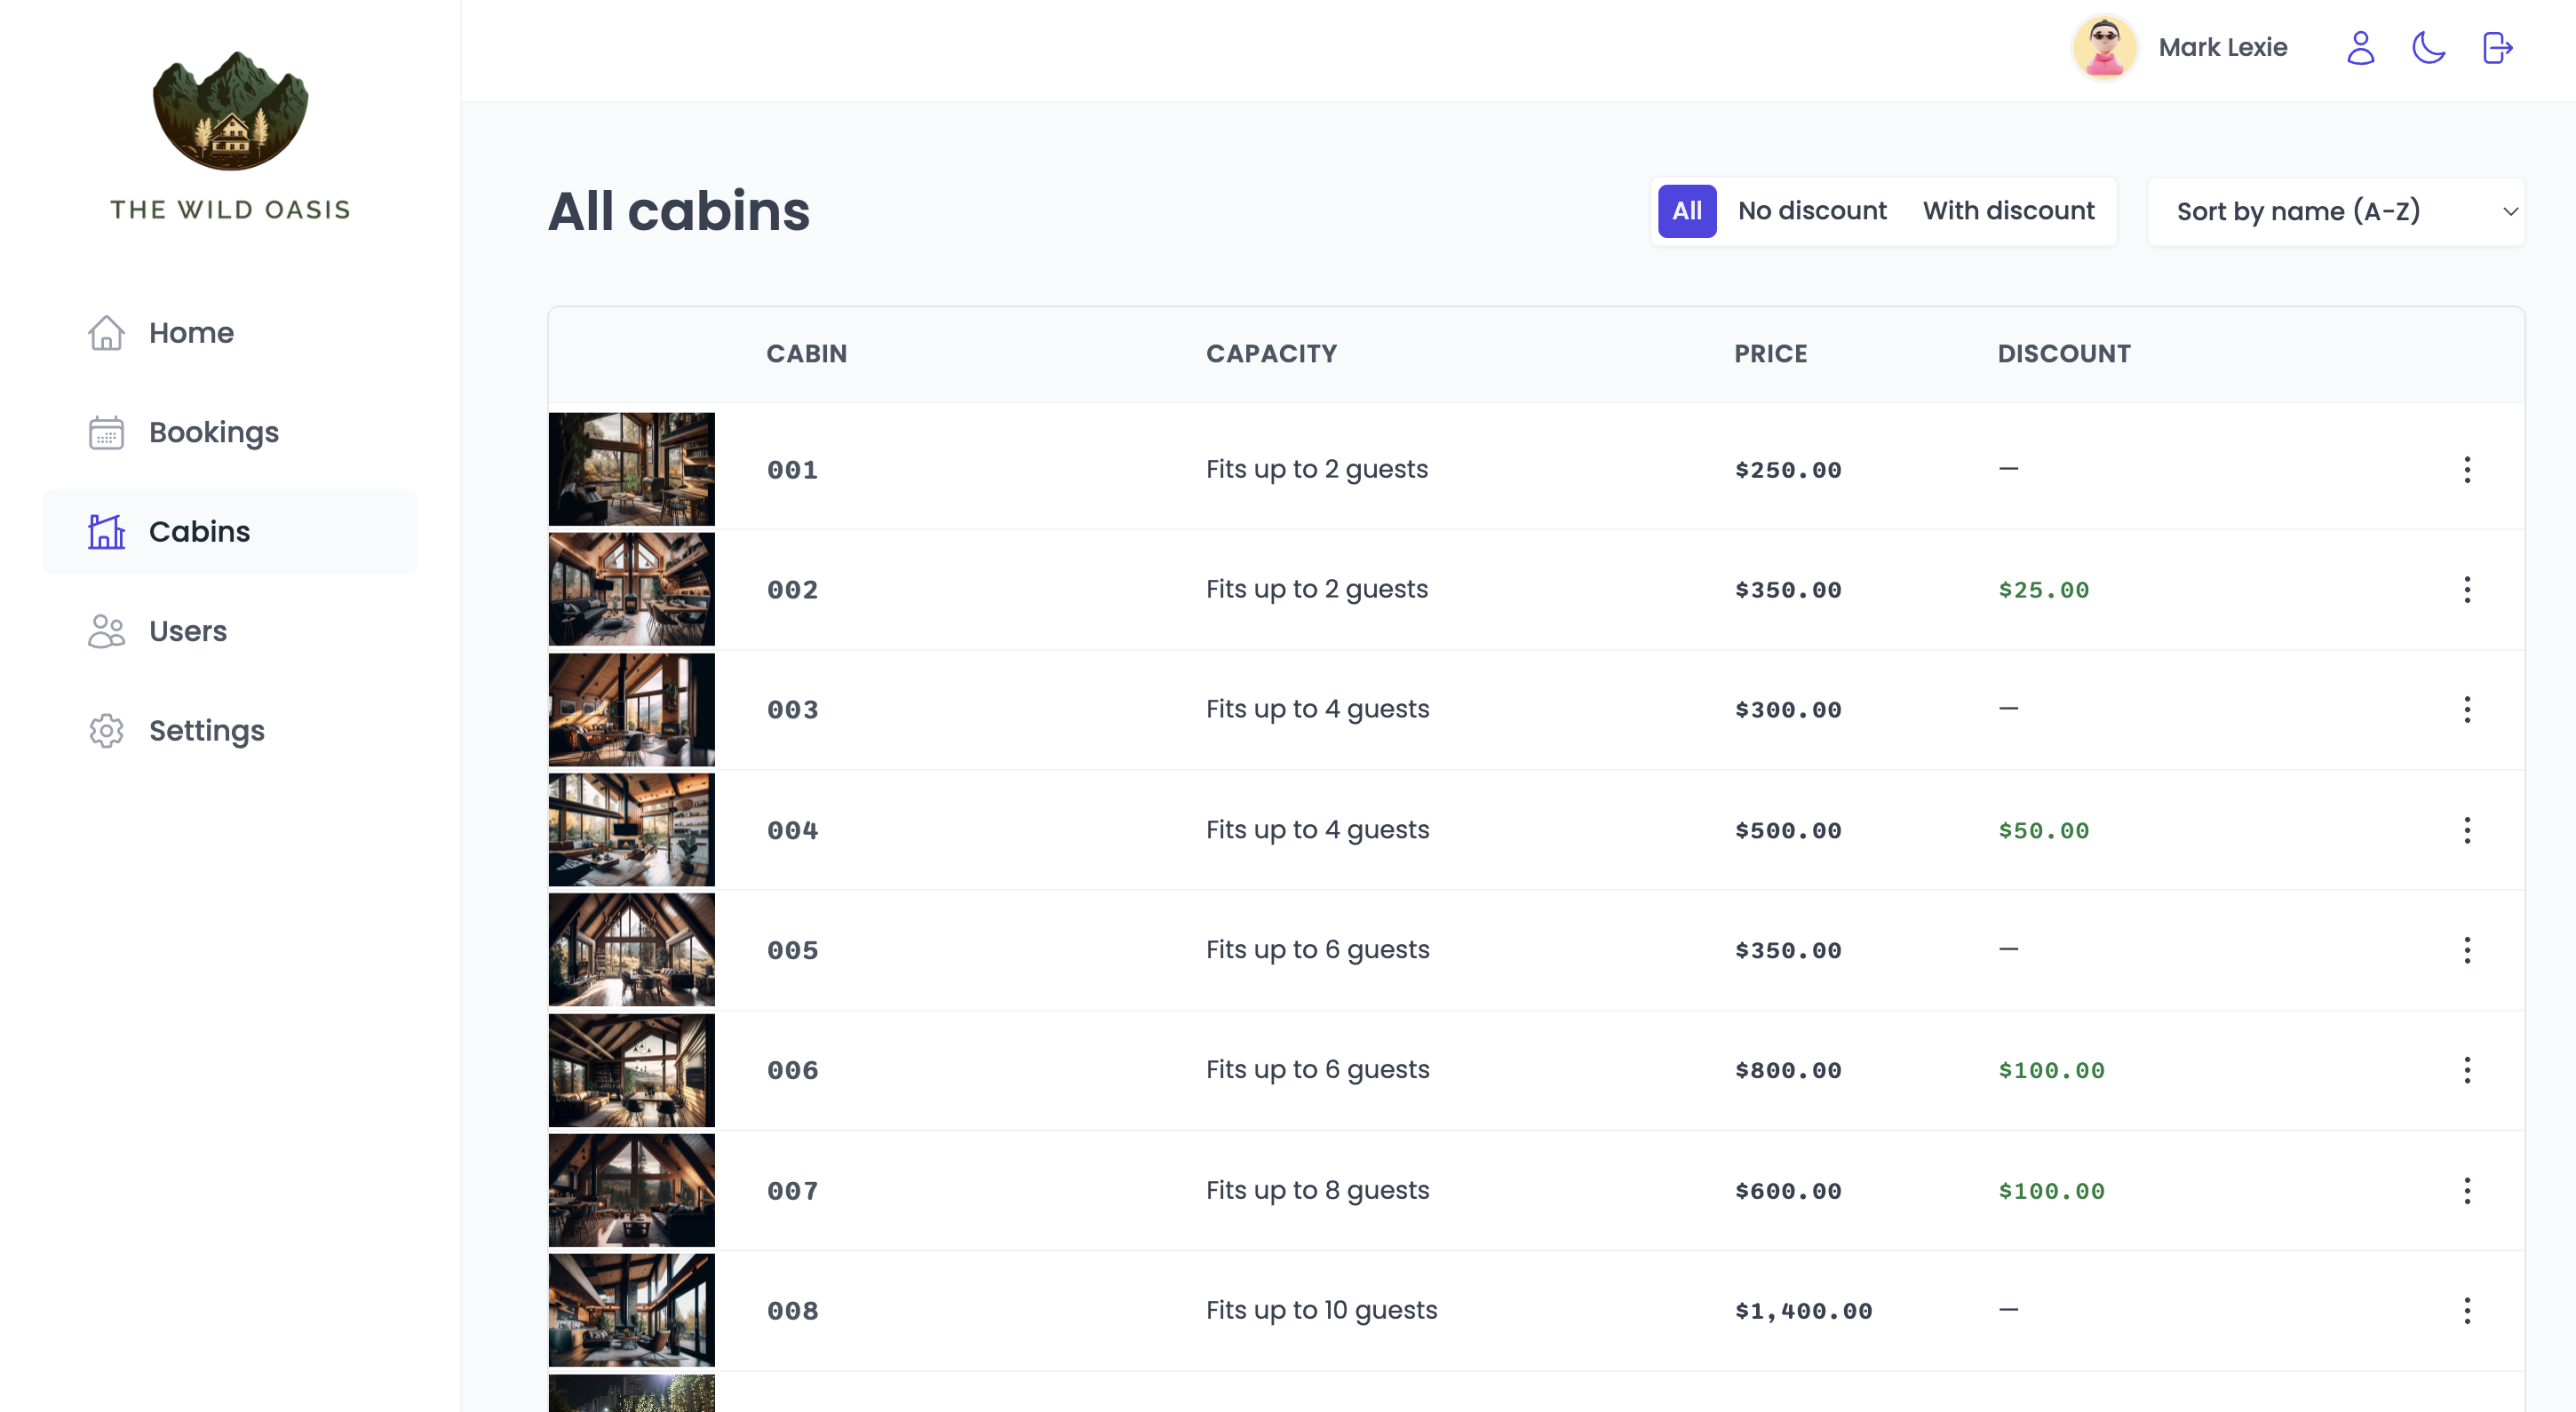 THE WILD OASIS
Home
Bookings
Cabins
Users
Settings
Mark Lexie
All cabins
All No discount With discount Sort by name (A-Z)
CABIN CAPACITY PRICE DISCOUNT
001 Fits up to 2 guests $250.00 —
002 Fits up to 2 guests $350.00 $25.00
003 Fits up to 4 guests $300.00 —
004 Fits up to 4 guests $500.00 $50.00
005 Fits up to 6 guests $350.00 —
006 Fits up to 6 guests $800.00 $100.00
007 Fits up to 8 guests $600.00 $100.00
008 Fits up to 10 guests $1,400.00 —